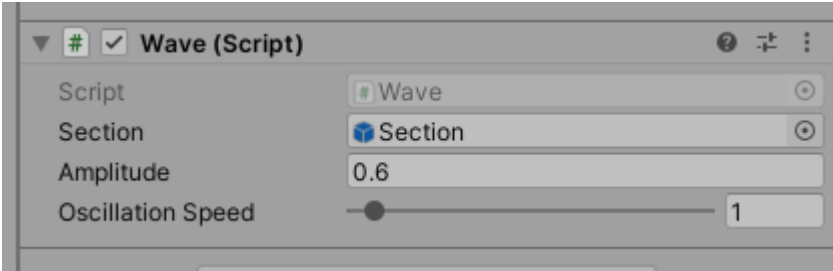 # Wave (Script)
Script # Wave
Section Section
Amplitude 0.6
Oscillation Speed 1